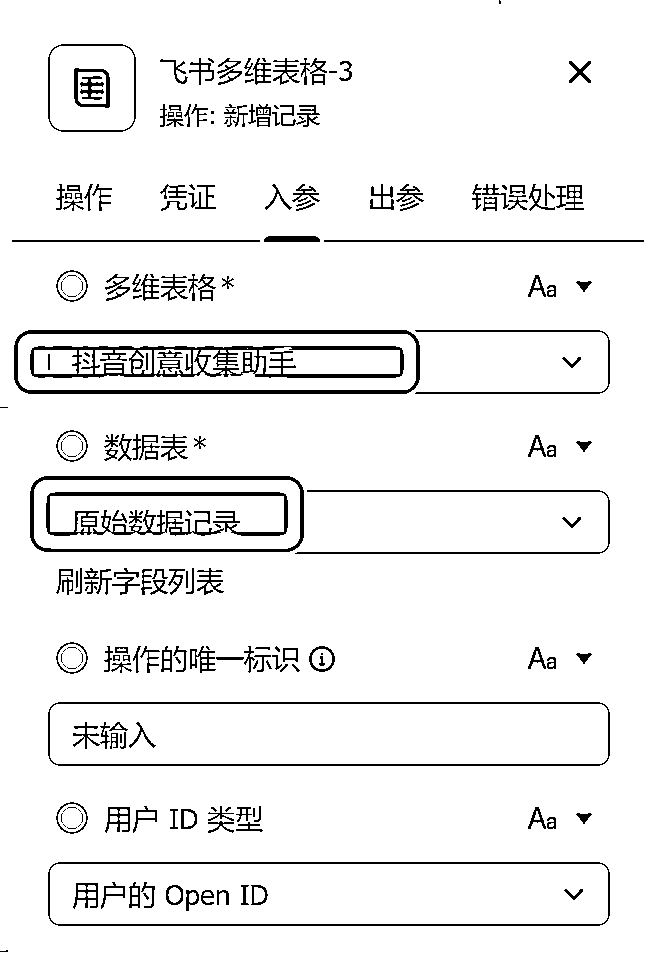 飞书多维表格-3
操作: 新增记录
操作 凭证 入参 出参 错误处理
多维表格* Aa
抖音创意收集助手
数据表* Aa
原始数据记录
刷新字段列表
操作的唯一标识 Aa
未输入
用户 ID 类型 Aa
用户的 Open ID